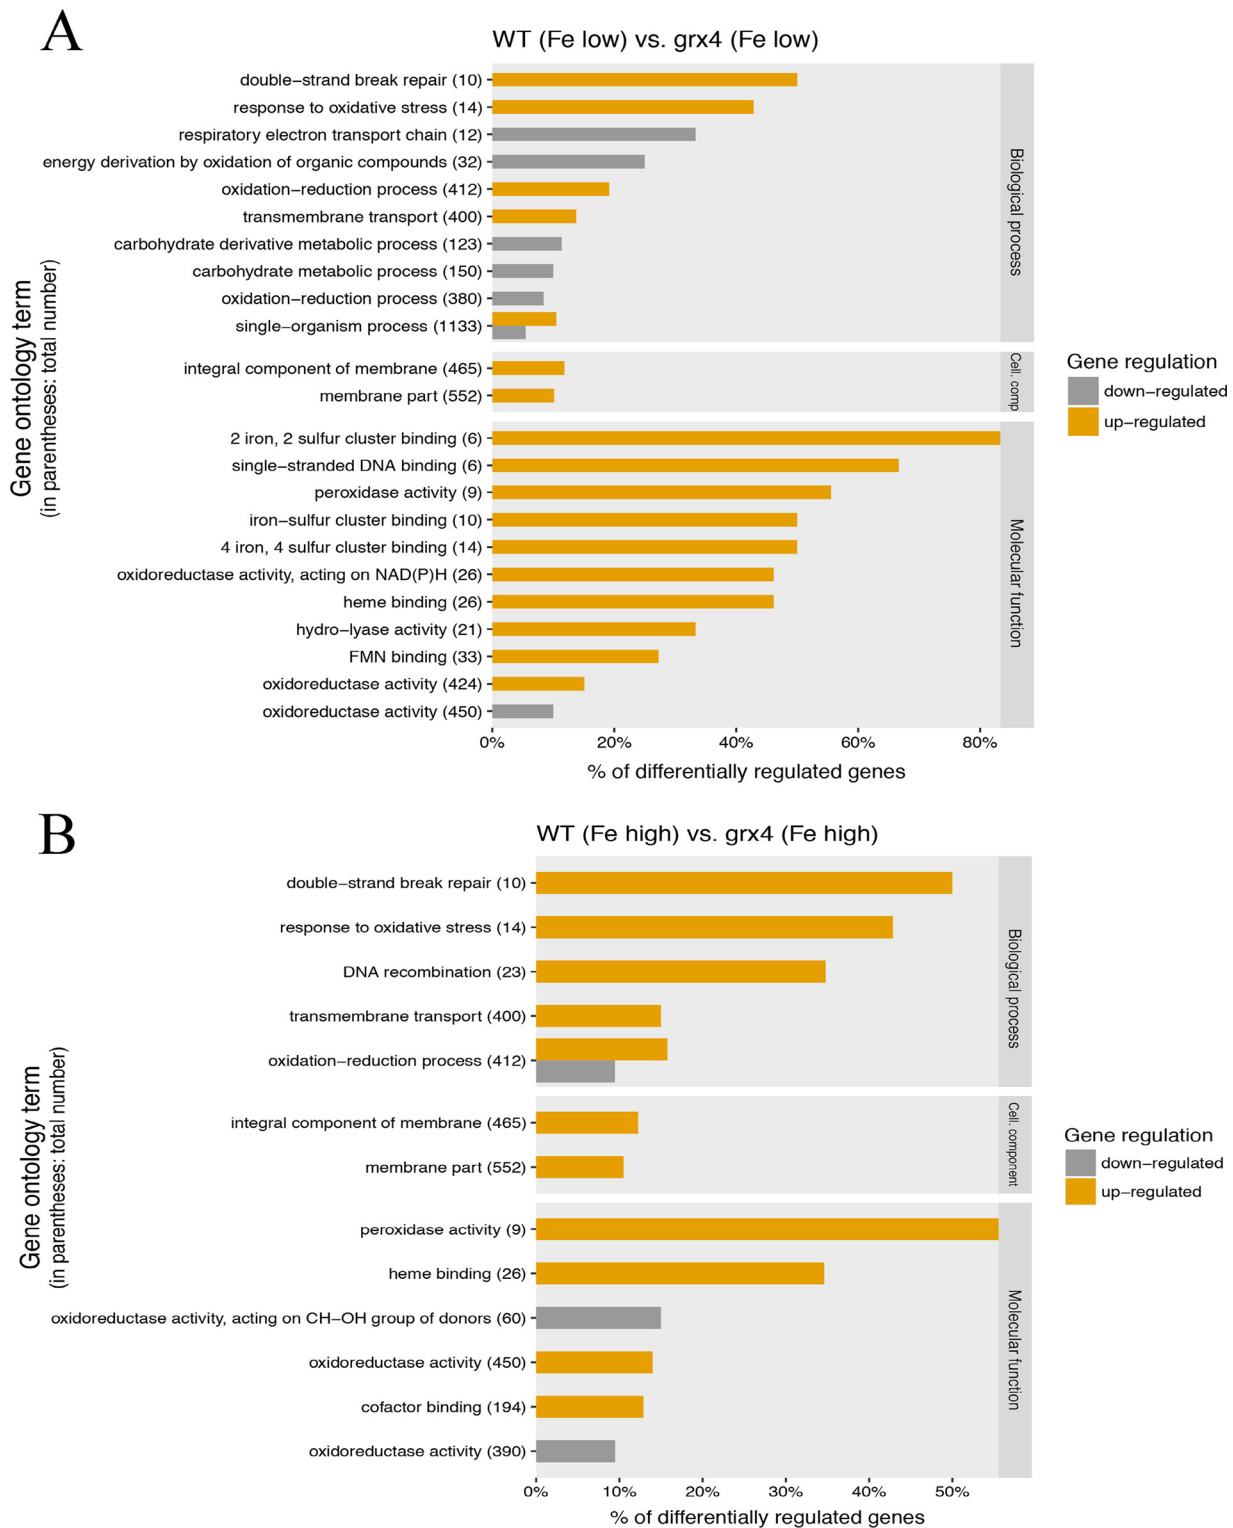 A
WT (Fe low) vs. grx4 (Fe low)
Gene ontology term
(in parentheses: total number)
double−strand break repair (10)
response to oxidative stress (14)
respiratory electron transport chain (12)
energy derivation by oxidation of organic compounds (32)
oxidation−reduction process (412)
transmembrane transport (400)
carbohydrate derivative metabolic process (123)
carbohydrate metabolic process (150)
oxidation−reduction process (380)
single−organism process (1133)
Biological process
integral component of membrane (465)
membrane part (552)
Cell. comp
2 iron, 2 sulfur cluster binding (6)
single−stranded DNA binding (6)
peroxidase activity (9)
iron−sulfur cluster binding (10)
4 iron, 4 sulfur cluster binding (14)
oxidoreductase activity, acting on NAD(P)H (26)
heme binding (26)
hydro−lyase activity (21)
FMN binding (33)
oxidoreductase activity (424)
oxidoreductase activity (450)
Molecular function
0% 20% 40% 60% 80%
% of differentially regulated genes
Gene regulation
down−regulated
up−regulated
B
WT (Fe high) vs. grx4 (Fe high)
Gene ontology term
(in parentheses: total number)
double−strand break repair (10)
response to oxidative stress (14)
DNA recombination (23)
transmembrane transport (400)
oxidation−reduction process (412)
Biological process
integral component of membrane (465)
membrane part (552)
Cell. component
peroxidase activity (9)
heme binding (26)
oxidoreductase activity, acting on CH−OH group of donors (60)
oxidoreductase activity (450)
cofactor binding (194)
oxidoreductase activity (390)
Molecular function
0% 10% 20% 30% 40% 50%
% of differentially regulated genes
Gene regulation
down−regulated
up−regulated